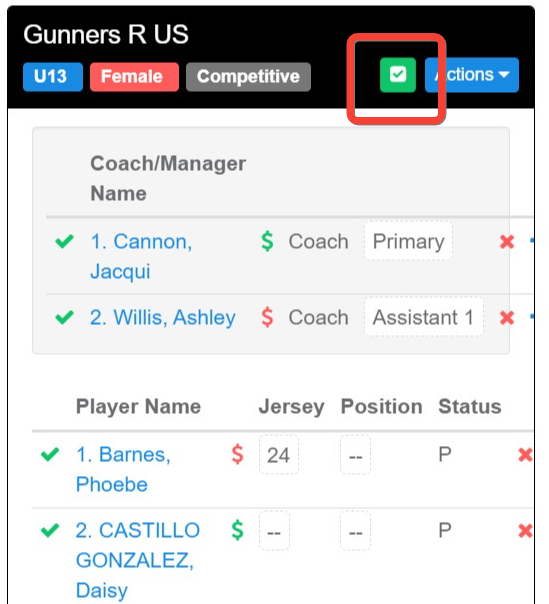 Gunners R US
U13 Female Competitive Actions
Coach/Manager
Name
1. Cannon, $ Coach Primary
Jacqui
2. Willis, Ashley $ Coach Assistant 1
Player Name Jersey Position Status
1. Barnes, $ 24 -- P
Phoebe
2. CASTILLO $ -- -- P
GONZALEZ,
Daisy